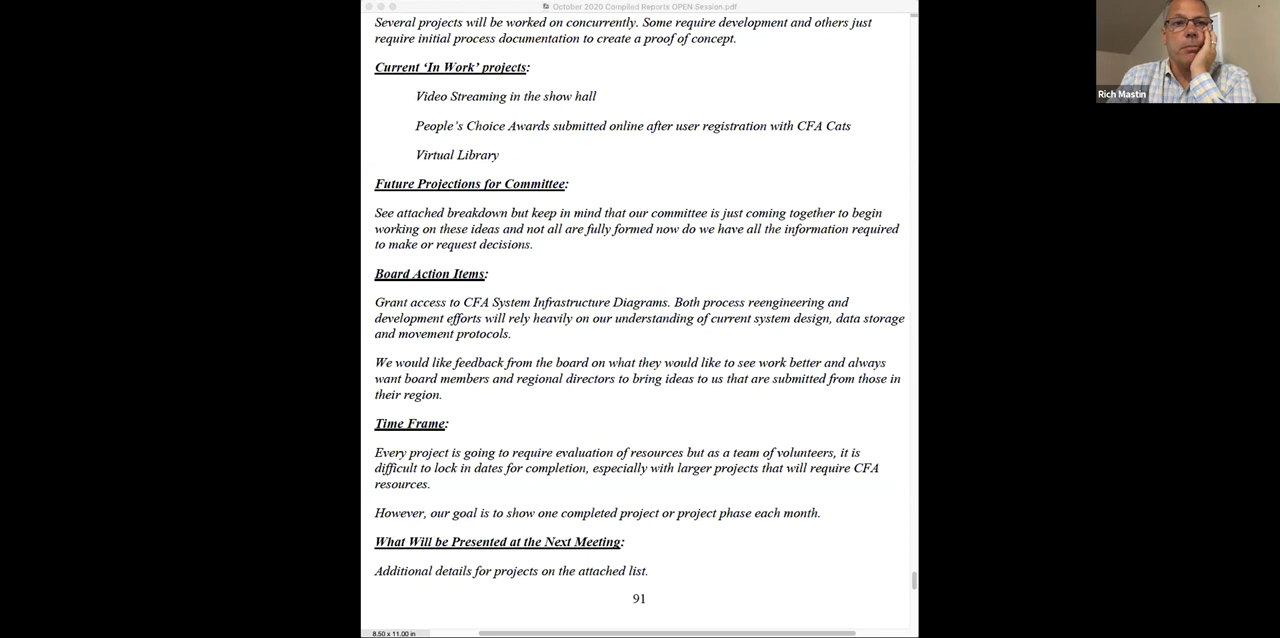 October 2020 Compiled Reports OPEN Session.pdf
Several projects will be worked on concurrently. Some require development and others just
require initial process documentation to create a proof of concept.
Current ‘In Work’ projects:
Video Streaming in the show hall
People’s Choice Awards submitted online after user registration with CFA Cats
Virtual Library
Future Projections for Committee:
See attached breakdown but keep in mind that our committee is just coming together to begin
working on these ideas and not all are fully formed now do we have all the information required
to make or request decisions.
Board Action Items:
Grant access to CFA System Infrastructure Diagrams. Both process reengineering and
development efforts will rely heavily on our understanding of current system design, data storage
and movement protocols.
We would like feedback from the board on what they would like to see work better and always
want board members and regional directors to bring ideas to us that are submitted from those in
their region.
Time Frame:
Every project is going to require evaluation of resources but as a team of volunteers, it is
difficult to lock in dates for completion, especially with larger projects that will require CFA
resources.
However, our goal is to show one completed project or project phase each month.
What Will be Presented at the Next Meeting:
Additional details for projects on the attached list.
91
8.50 x 11.00 in
Rich Mastin